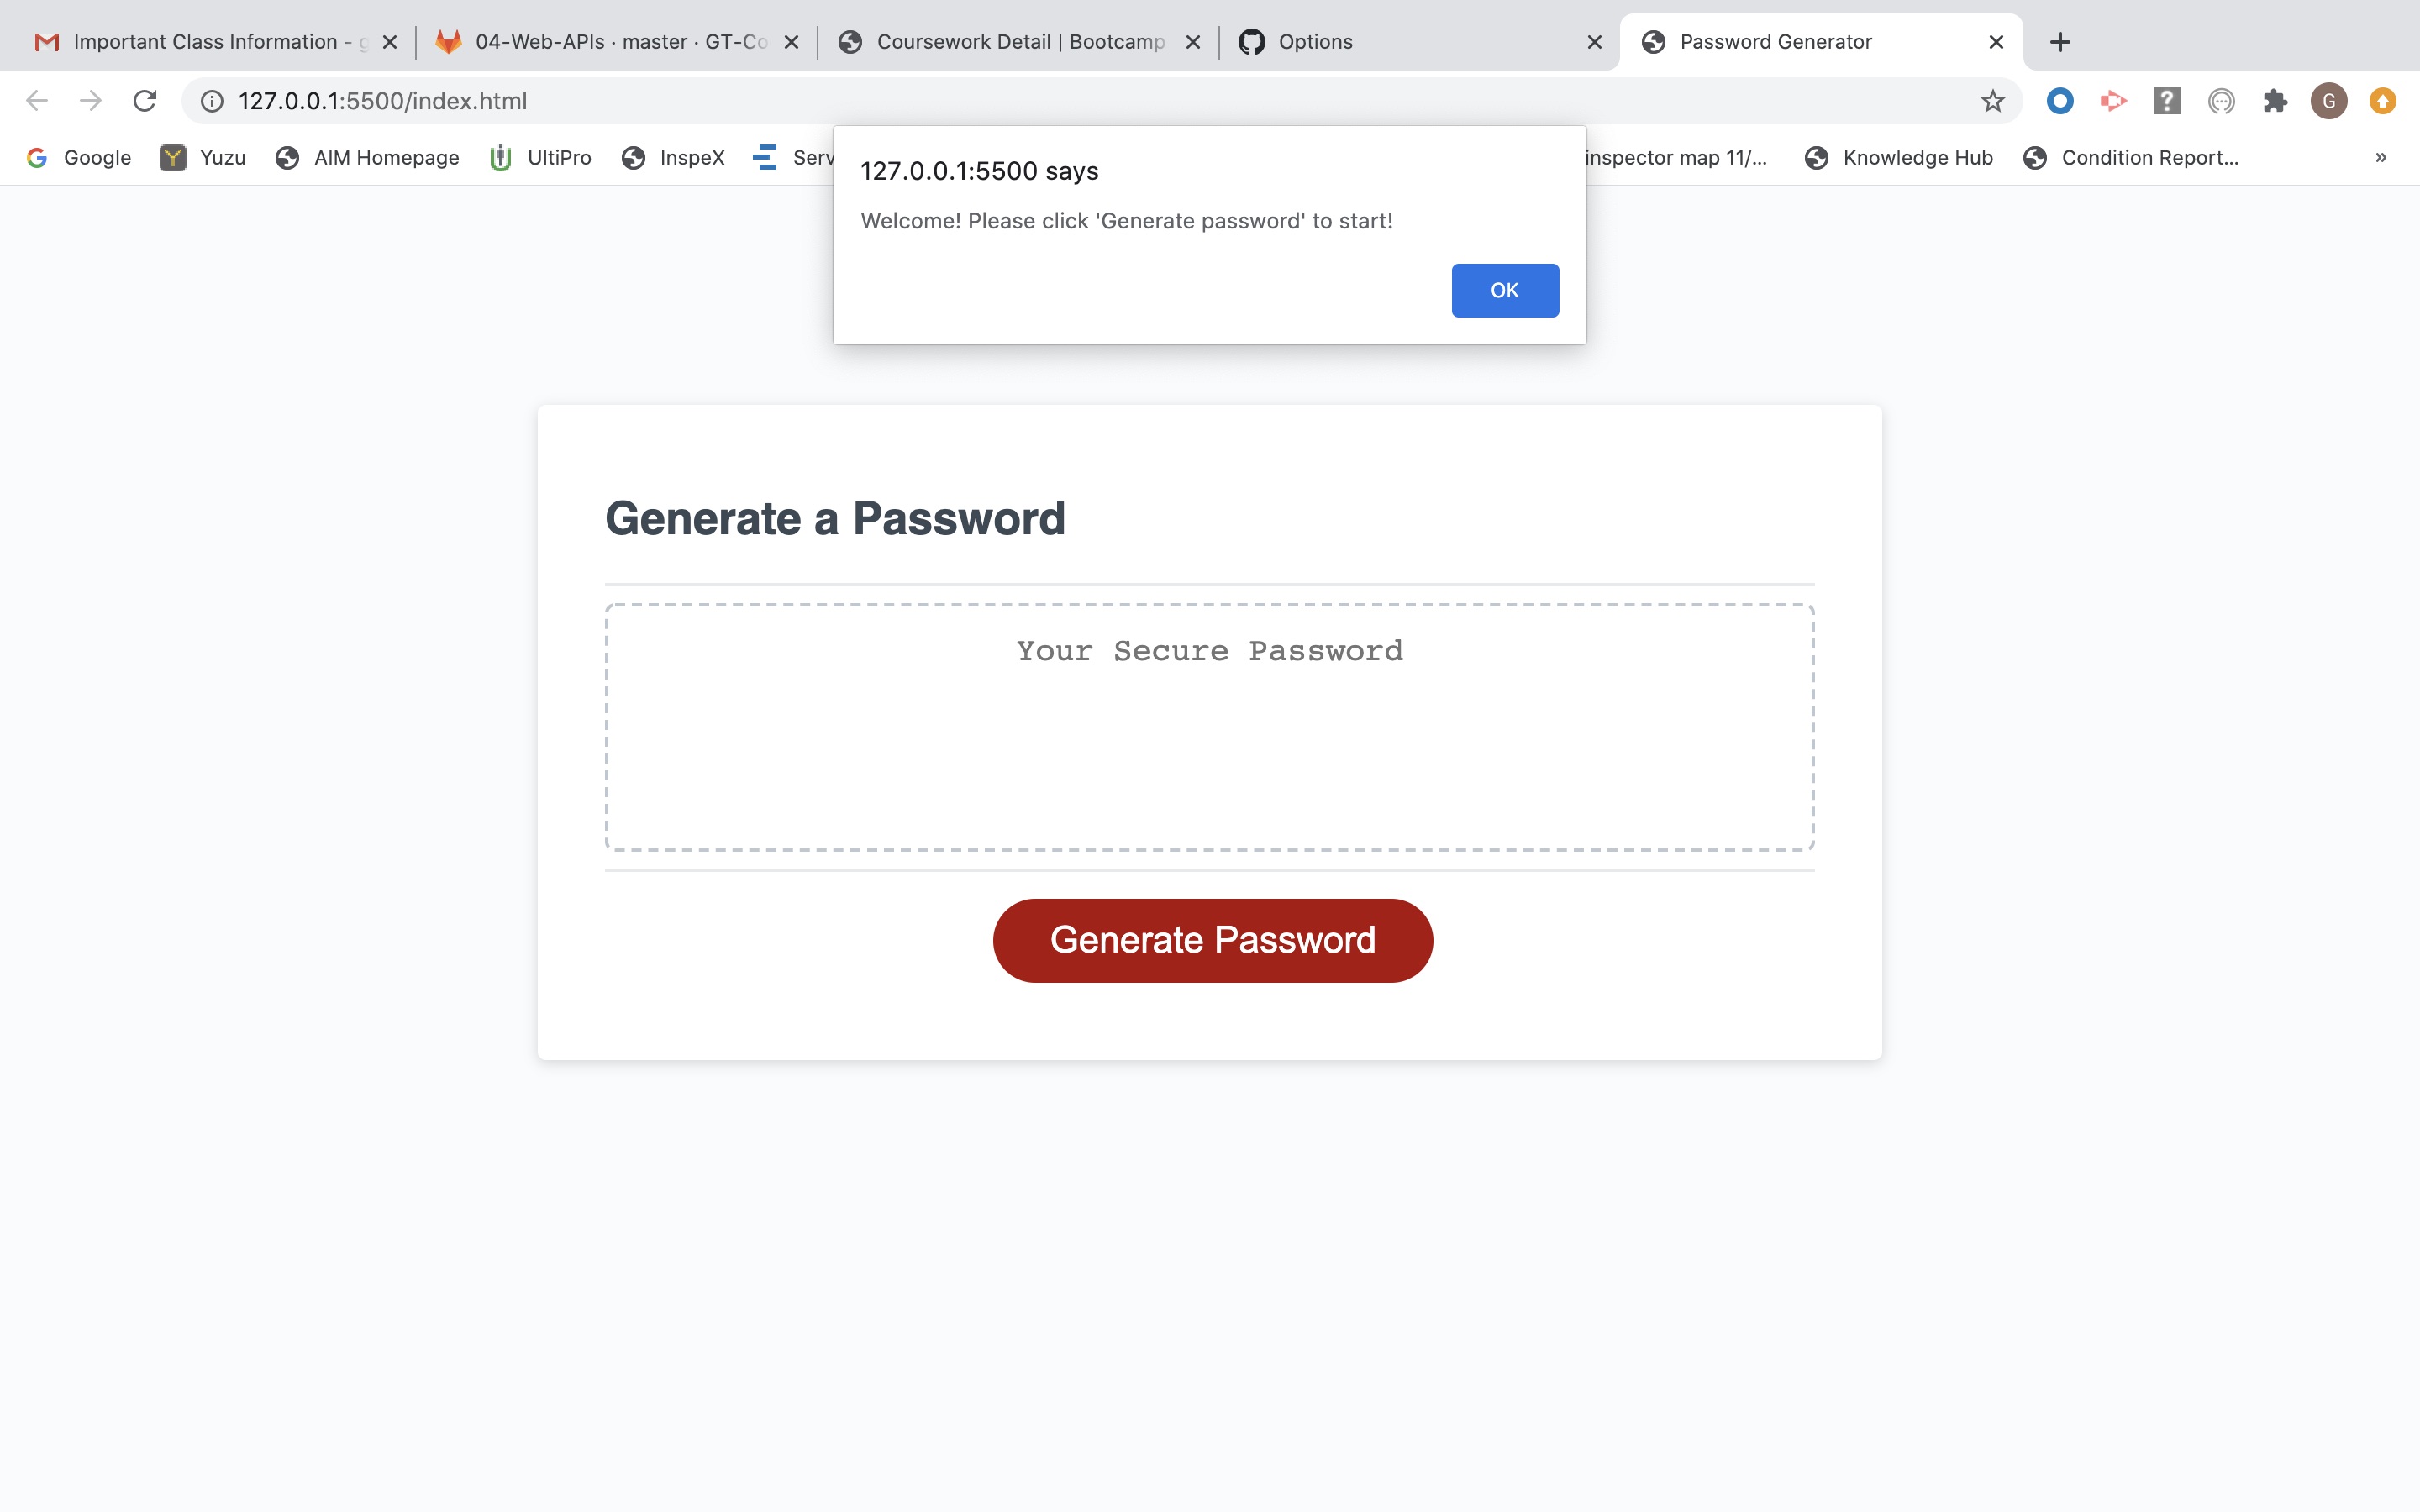 Important Class Information -
04-Web-APIs · master · GT-Co
Coursework Detail | Bootcamp
Options
Password Generator
127.0.0.1:5500/index.html
G
Google
Yuzu
AIM Homepage
UltiPro
InspeX
Serv
inspector map 11/...
Knowledge Hub
Condition Report...
»
127.0.0.1:5500 says
Welcome! Please click 'Generate password' to start!
OK
Generate a Password
Your Secure Password
Generate Password